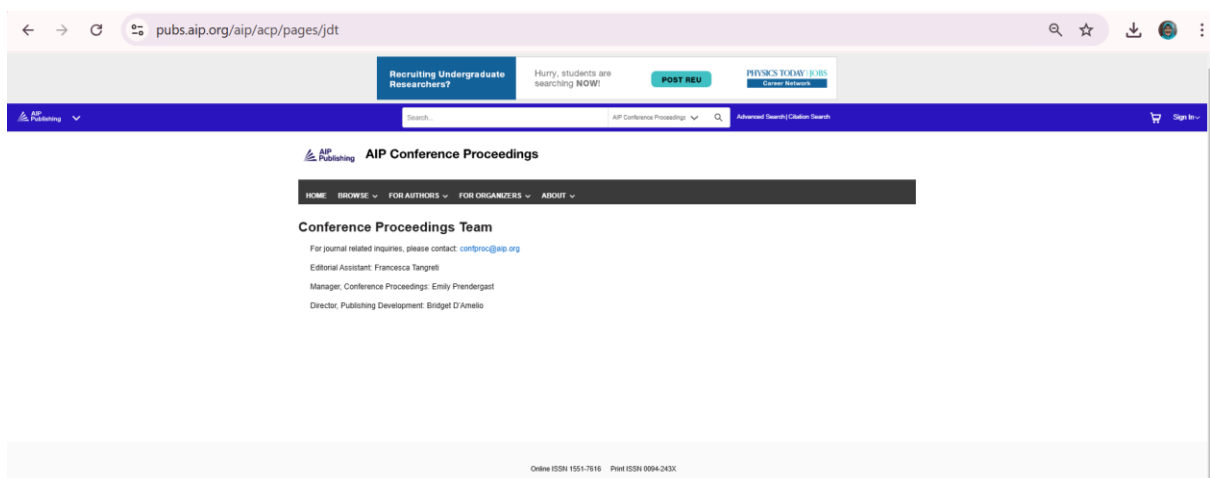 pubs.aip.org/aip/acp/pages/jdt
Recruiting Undergraduate
Researchers?
Hurry, students are
searching NOW!
POST REU
PHYSICS TODAY | JOBS
Career Network
AIP
Publishing
Search...
AIP Conference Proceedings
Advanced Search | Citation Search
Sign In
AIP
Publishing
AIP Conference Proceedings
HOME BROWSE FOR AUTHORS FOR ORGANIZERS ABOUT
Conference Proceedings Team
For journal related inquiries, please contact: confproc@aip.org
Editorial Assistant: Francesca Tangreti
Manager, Conference Proceedings: Emily Prendergast
Director, Publishing Development: Bridget D'Amelio
Online ISSN 1551-7616 Print ISSN 0094-243X